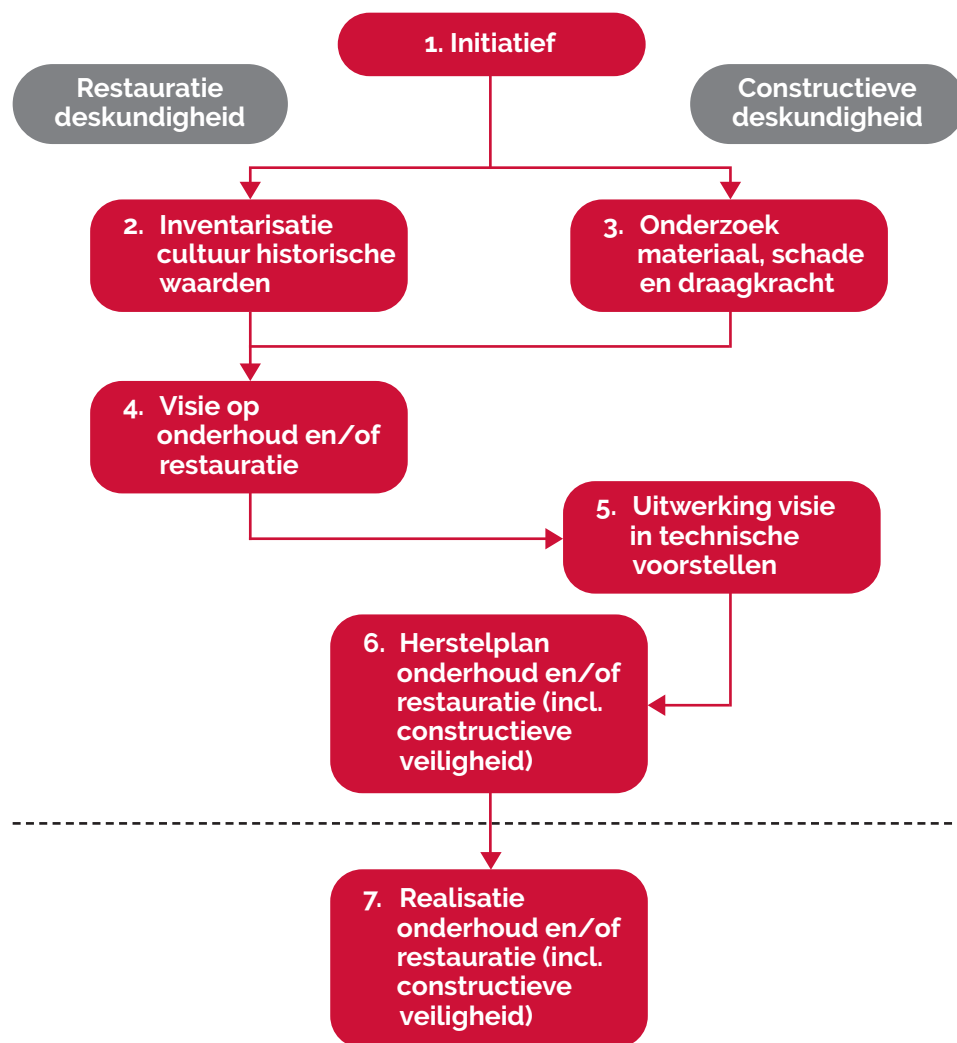 1. Initiatief
Restauratie
deskundigheid
Constructieve
deskundigheid
2. Inventarisatie
cultuur historische
waarden
3. Onderzoek
materiaal, schade
en draagkracht
4. Visie op
onderhoud en/of
restauratie
5. Uitwerking visie
in technische
voorstellen
6. Herstelplan
onderhoud en/of
restauratie (incl.
constructieve
veiligheid)
7. Realisatie
onderhoud en/of
restauratie (incl.
constructieve
veiligheid)